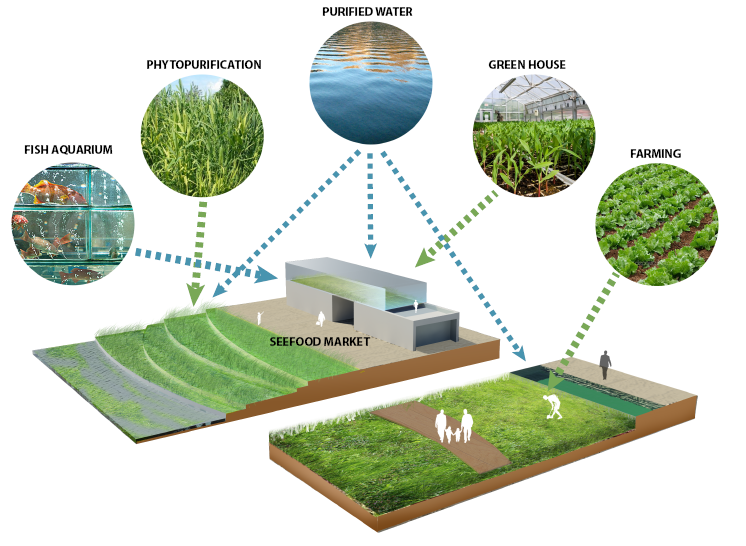 PURIFIED WATER
PHYTOPURIFICATION
GREEN HOUSE
FISH AQUARIUM
FARMING
SEEFOOD MARKET